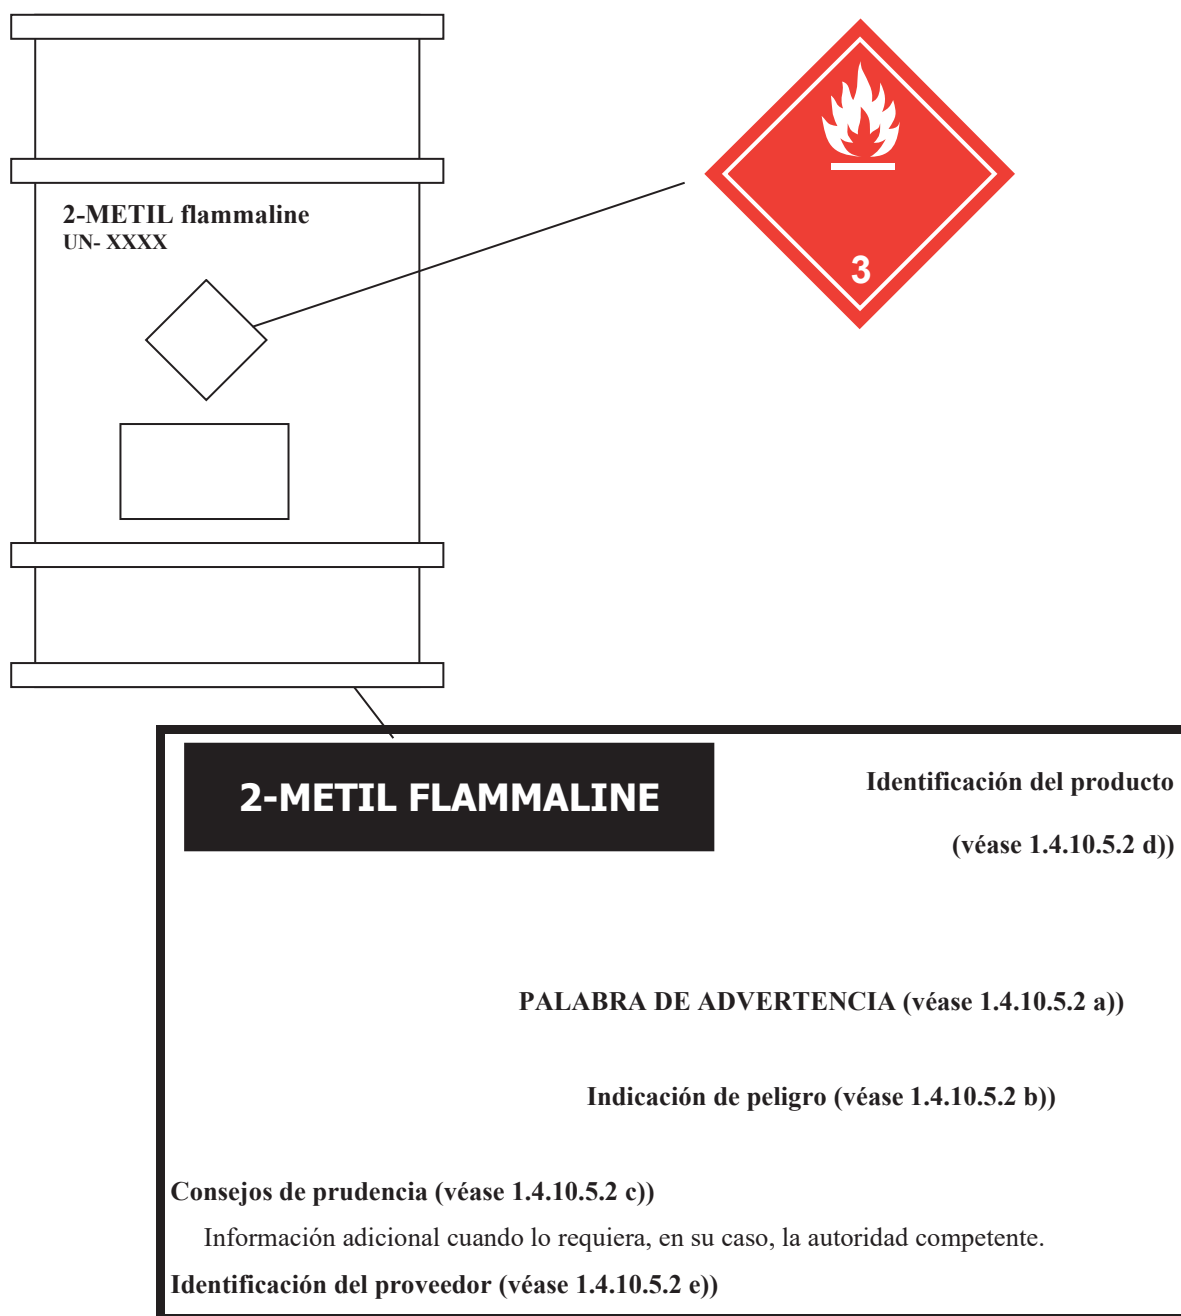 2-METIL flammaline
UN- XXXX
3
2-METIL FLAMMALINE
Identificación del producto
(véase 1.4.10.5.2 d))
PALABRA DE ADVERTENCIA (véase 1.4.10.5.2 a))
Indicación de peligro (véase 1.4.10.5.2 b))
Consejos de prudencia (véase 1.4.10.5.2 c))
Información adicional cuando lo requiera, en su caso, la autoridad competente.
Identificación del proveedor (véase 1.4.10.5.2 e))